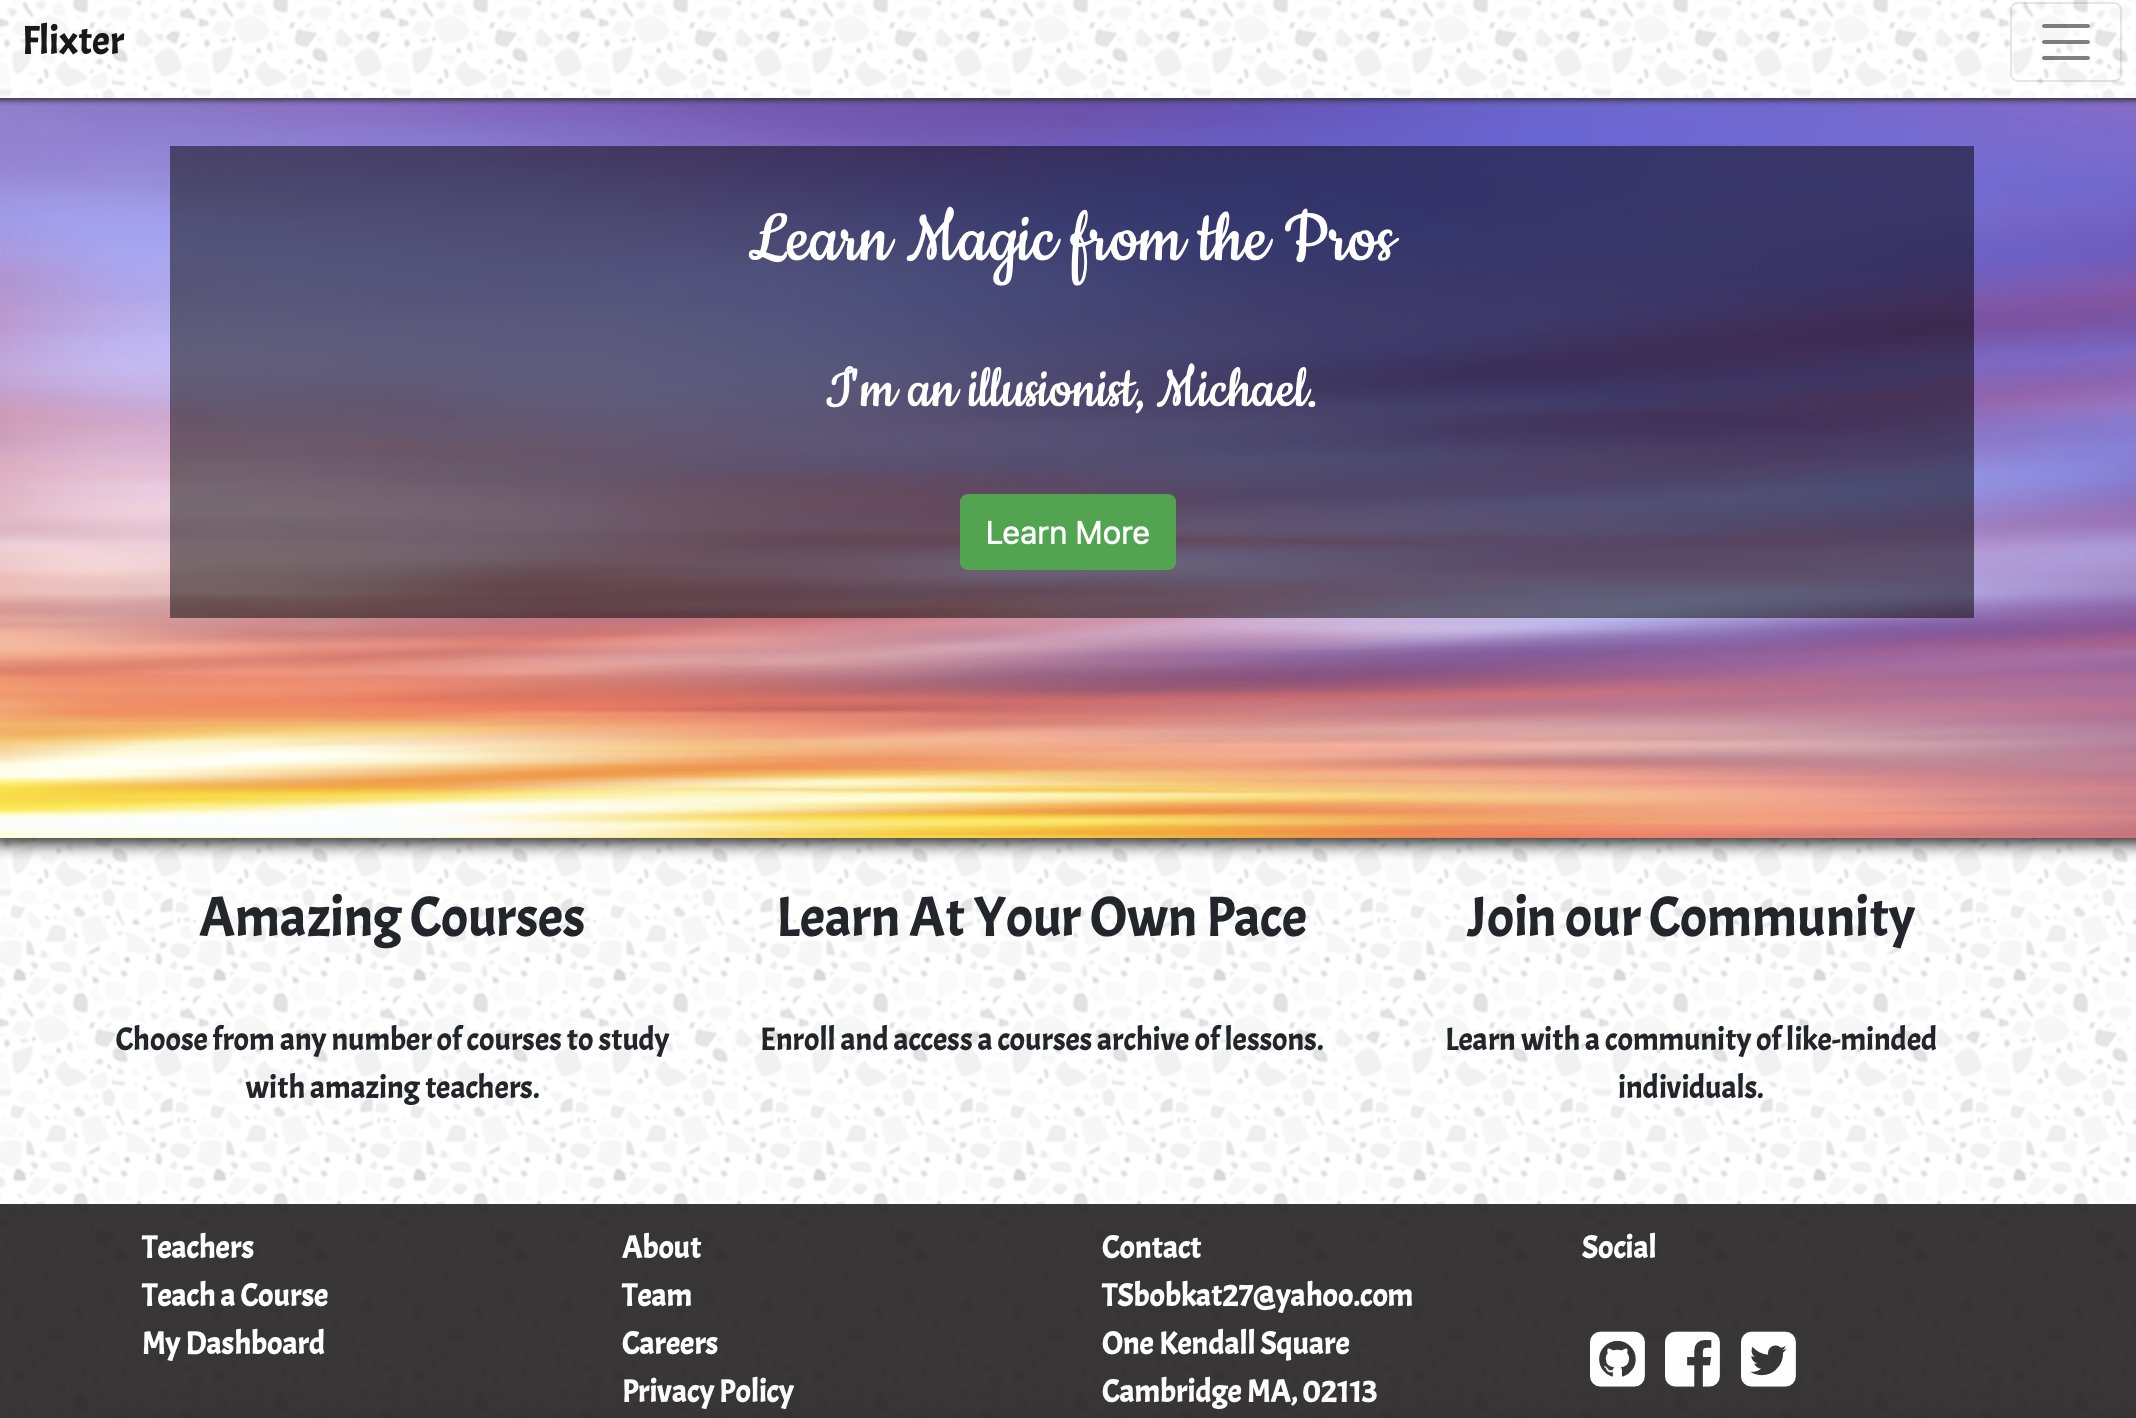 Flixter
Learn Magic from the Pros
I'm an illusionist, Michael.
Learn More
Amazing Courses
Choose from any number of courses to study
with amazing teachers.
Learn At Your Own Pace
Enroll and access a courses archive of lessons.
Join our Community
Learn with a community of like-minded
individuals.
Teachers
Teach a Course
My Dashboard
About
Team
Careers
Privacy Policy
Contact
TSbobkat27@yahoo.com
One Kendall Square
Cambridge MA, 02113
Social